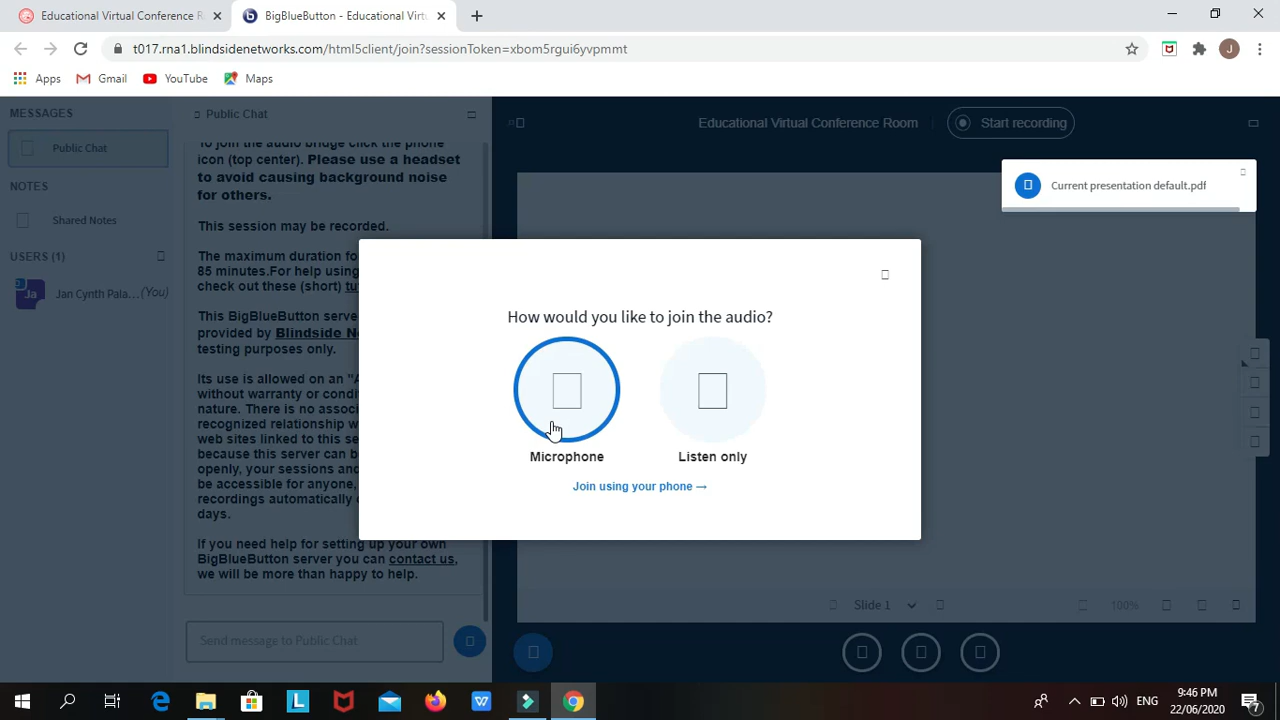 Educational Virtual Conference R
BigBlueButton - Educational Virtu
t017.rna1.blindsidenetworks.com/html5client/join?sessionToken=xbom5rgui6yvpmmt
J
Apps
Gmail
YouTube
Maps
MESSAGES
Public Chat
NOTES
Shared Notes
USERS (1)
Ja
Jan Cynth Pala... (You)
Public Chat
To join the audio bridge click the phone
icon (top center). Please use a headset
to avoid causing background noise
for others.
This session may be recorded.
The maximum duration fo
85 minutes.For help using
check out these (short) tu
This BigBlueButton serve
provided by Blindside Ne
testing purposes only.
Its use is allowed on an "A
without warranty or condit
nature. There is no assoc
recognized relationship w
web sites linked to this se
because this server can b
openly, your sessions and
be accessible for anyone,
recordings automatically
days.
If you need help for setting up your own
BigBlueButton server you can contact us,
we will be more than happy to help.
Send message to Public Chat
Educational Virtual Conference Room
Start recording
Current presentation default.pdf
How would you like to join the audio?
Microphone
Listen only
Join using your phone →
Slide 1
100%
L
ENG
9:46 PM
22/06/2020
7